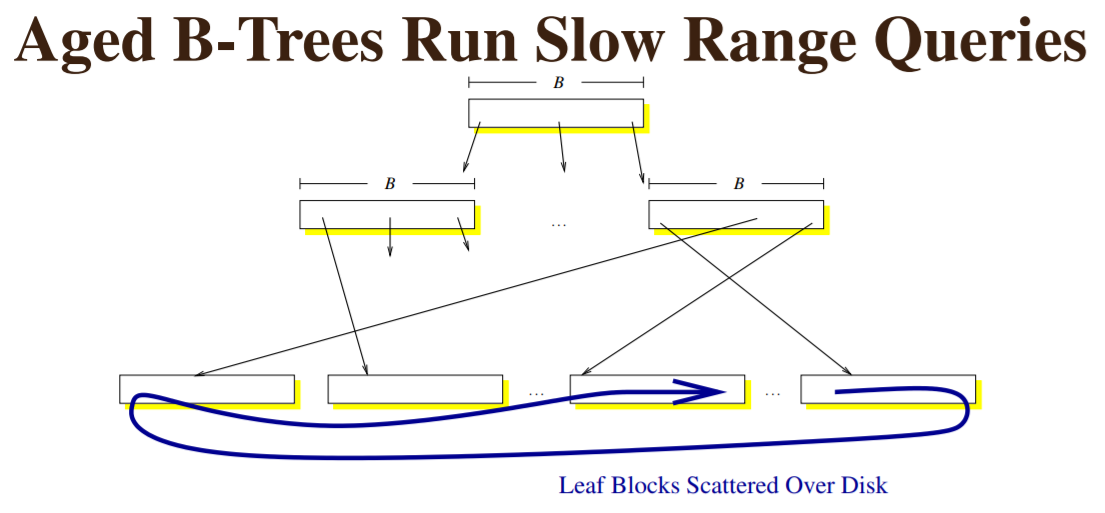 Aged B-Trees Run Slow Range Queries
B
B
B
...
...
...
Leaf Blocks Scattered Over Disk